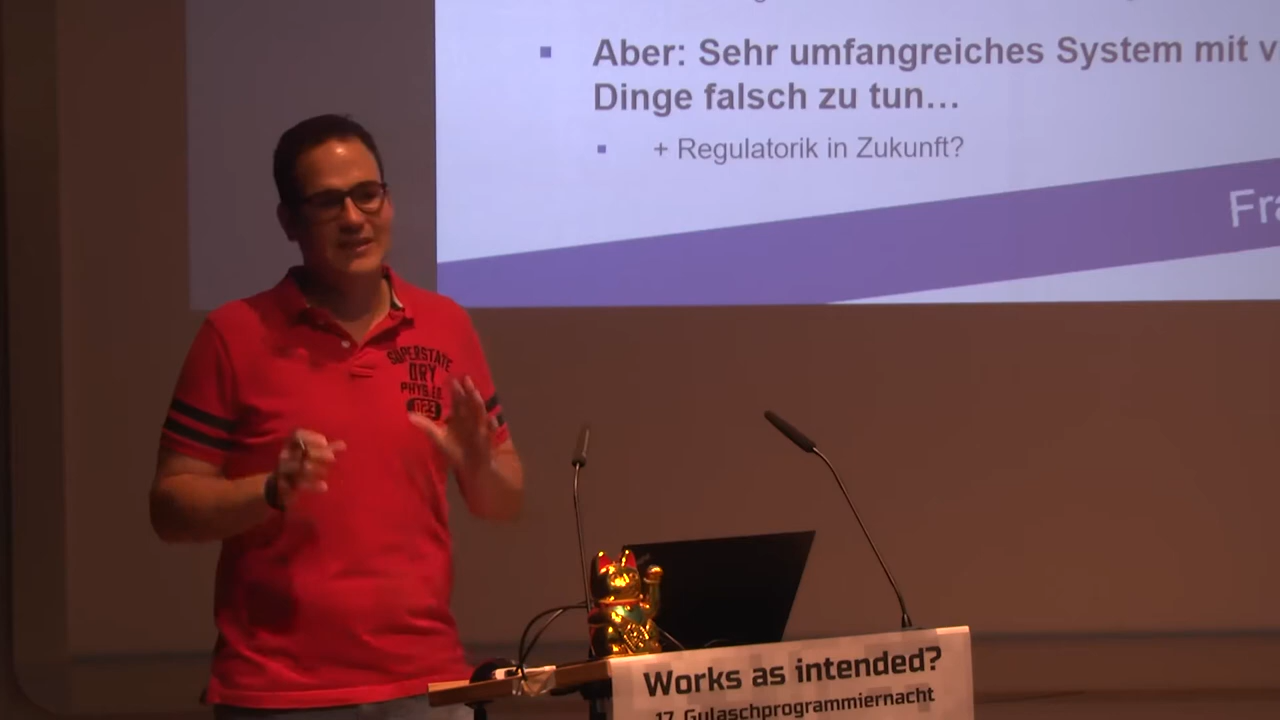 Aber: Sehr umfangreiches System mit
Dinge falsch zu tun…
+ Regulatorik in Zukunft?
SUPERSTATE
DRY
023
Works as intended?
17. Gulaschprogrammiernacht